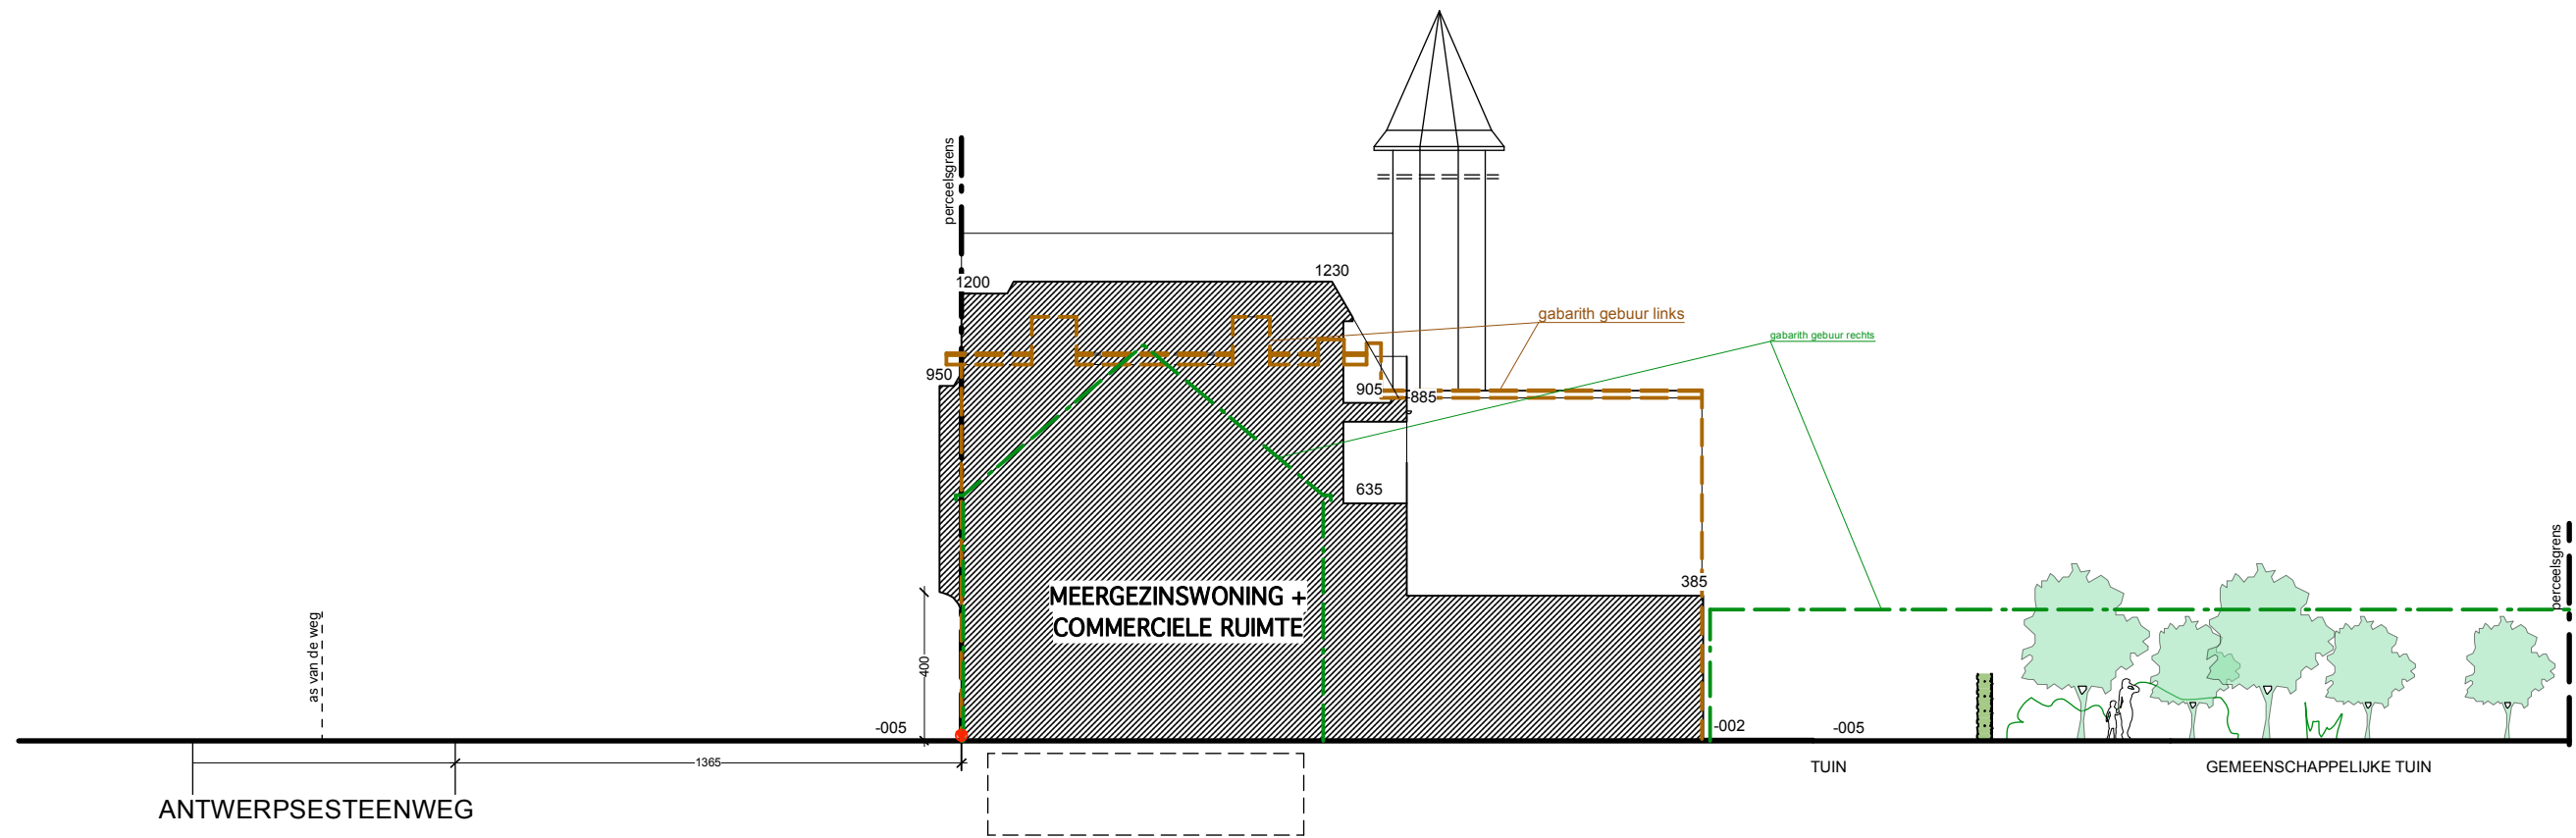 perceelsgrens
1200
1230
gabarith gebuur links
gabarith gebuur rechts
950
905
885
635
MEERGEZINSWONING +
COMMERCIELE RUIMTE
385
perceelsgrens
as van de weg
400
-005
-002
-005
1365
TUIN
GEMEENSCHAPPELIJKE TUIN
ANTWERPSESTEENWEG